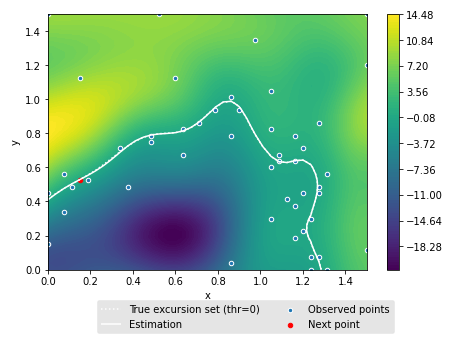 1.4
1.2
1.0
0.8
0.6
0.4
0.2
0.0
y
0.0 0.2 0.4 0.6 0.8 1.0 1.2 1.4
x
14.48
10.84
7.20
3.56
−0.08
−3.72
−7.36
−11.00
−14.64
−18.28
True excursion set (thr=0)
Estimation
Observed points
Next point